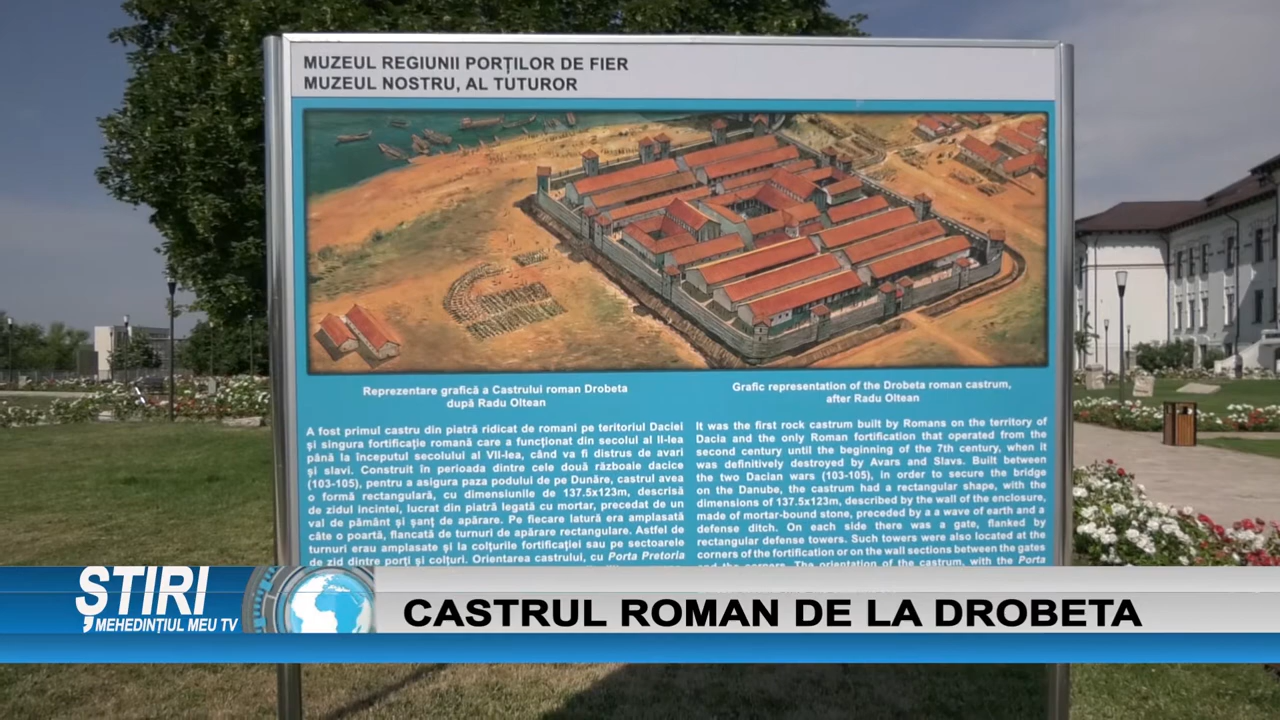 MUZEUL REGIUNII PORȚILOR DE FIER
MUZEUL NOSTRU, AL TUTUROR
Reprezentare grafică a Castrului roman Drobeta
după Radu Oltean
A fost primul castru din piatră ridicat de romani pe teritoriul Daciei
și singura fortificație romană care a funcționat din secolul al II-lea
până la începutul secolului al VII-lea, când va fi distrus de avari
și slavi. Construit în perioada dintre cele două războaie dacice
(103-105), pentru a asigura paza podului de pe Dunăre, castrul avea
o formă rectangulară, cu dimensiunile de 137.5x123m, descrisă
de zidul incintei, lucrat din piatră legată cu mortar, precedat de un
val de pământ și șanț de apărare. Pe fiecare latură era amplasată
câte o poartă, flancată de turnuri de apărare rectangulare. Astfel de
turnuri erau amplasate și la colțurile fortificației sau pe sectoarele
de zid dintre porți și colțuri. Orientarea castrului, cu Porta Pretoria
Grafic representation of the Drobeta roman castrum,
after Radu Oltean
It was the first rock castrum built by Romans on the territory of
Dacia and the only Roman fortification that operated from the
second century until the beginning of the 7th century, when it
was definitively destroyed by Avars and Slavs. Built between
the two Dacian wars (103-105), in order to secure the bridge
on the Danube, the castrum had a rectangular shape, with the
dimensions of 137.5x123m, described by the wall of the enclosure,
made of mortar-bound stone, preceded by a a wave of earth and a
defense ditch. On each side there was a gate, flanked by
rectangular defense towers. Such towers were also located at the
corners of the fortification or on the wall sections between the gates
and the corners. The orientation of the castrum, with the Porta
ȘTIRI
MEHEDINȚIUL MEU TV
CASTRUL ROMAN DE LA DROBETA